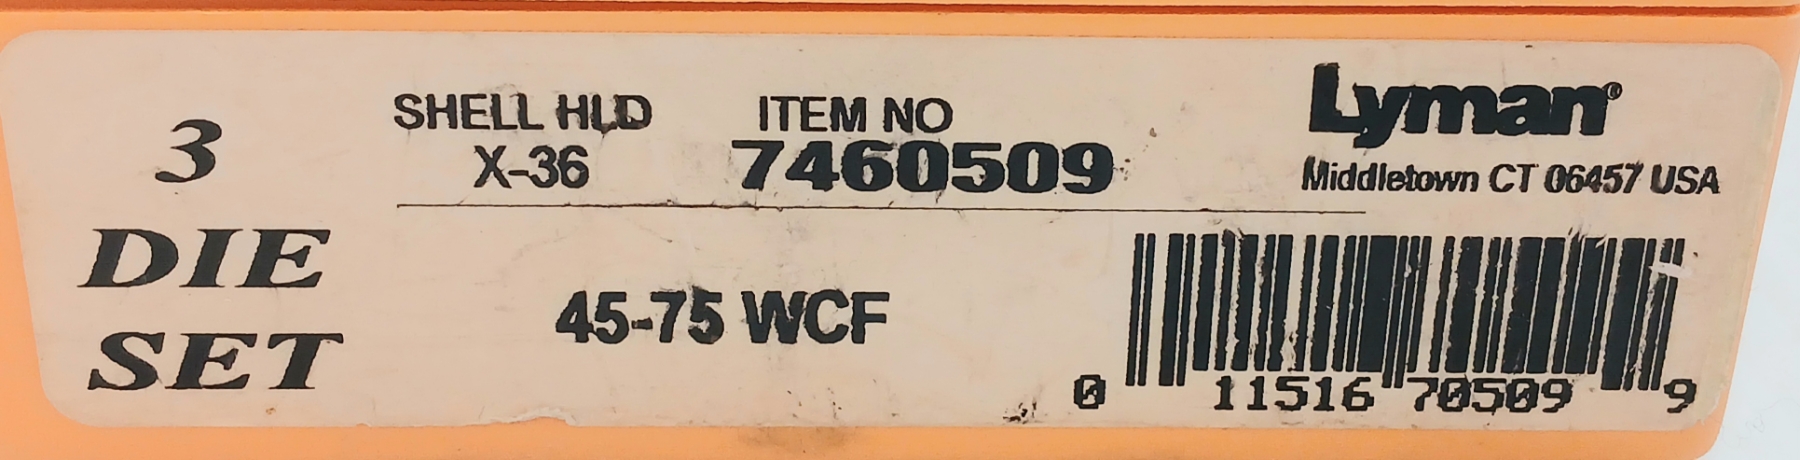 3
DIE
SET
SHELL HLD
X-36
ITEM NO
7460509
Lyman®
Middletown CT 06457 USA
45-75 WCF
0 11516 70509 9